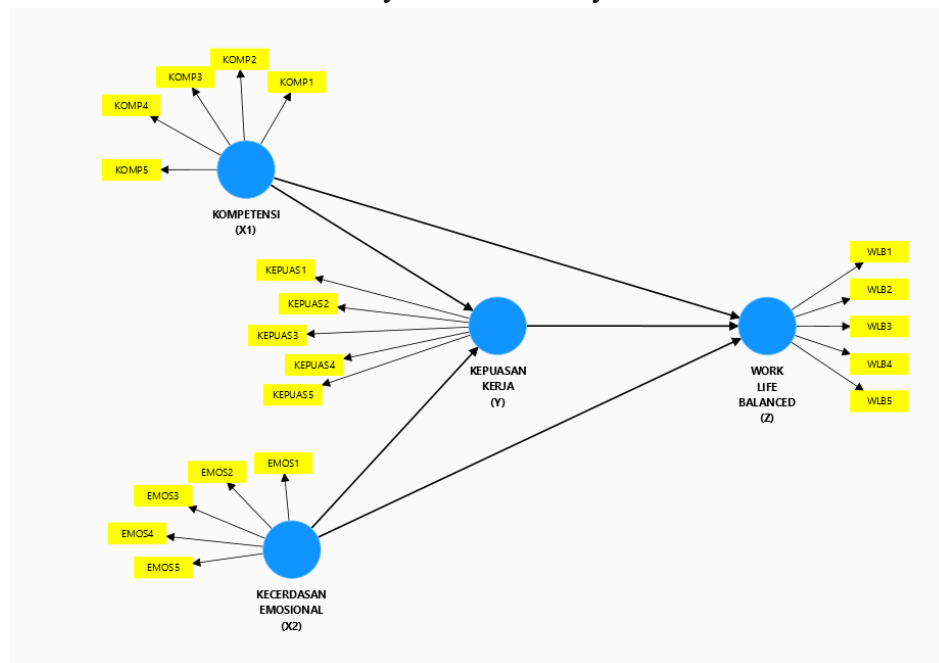 KOMP2
KOMP3
KOMP1
KOMP4
KOMP5
KOMPETENSI
(X1)
KEPUAS1
KEPUAS2
KEPUAS3
KEPUAS4
KEPUAS5
KEPUASAN
KERJA
(Y)
WLB1
WLB2
WLB3
WLB4
WLB5
WORK
LIFE
BALANCED
(Z)
EMOS1
EMOS2
EMOS3
EMOS4
EMOS5
KECERDASAN
EMOSIONAL
(X2)